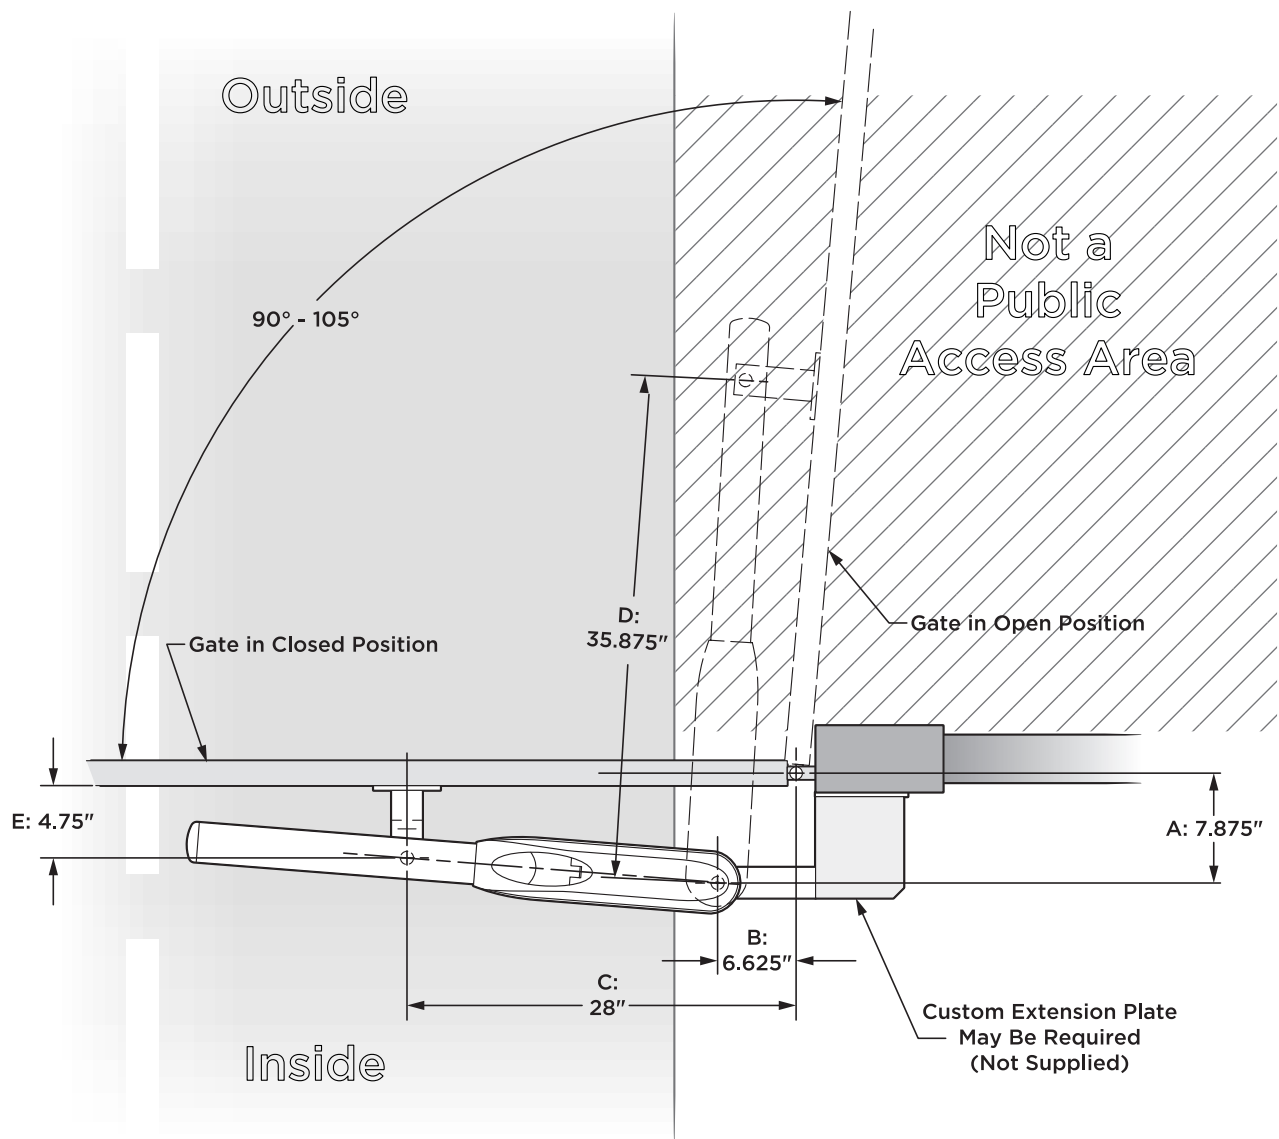 Outside
Not a
Public
Access Area
90° - 105°
D:
35.875"
Gate in Open Position
Gate in Closed Position
E: 4.75"
A: 7.875"
B:
6.625"
C:
28"
Custom Extension Plate
May Be Required
(Not Supplied)
Inside